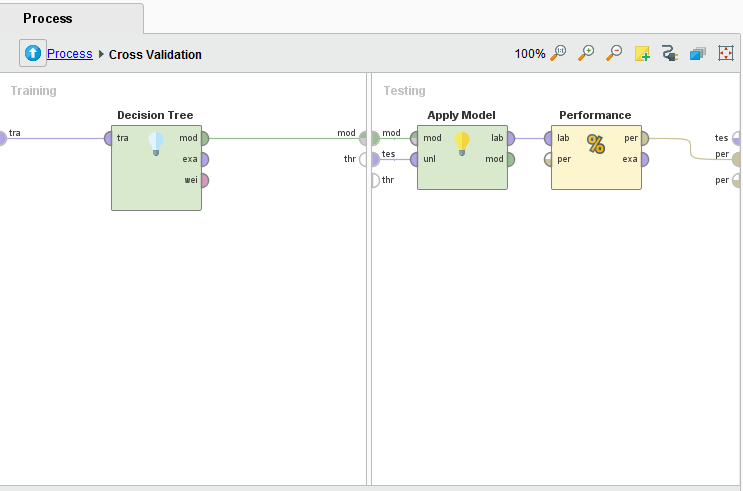 Process
Process Cross Validation
100%
Training
Decision Tree
tra
tra mod
exa
wei
mod
thr
Testing
Apply Model
Performance
mod
tes
thr
mod lab
unl mod
lab per
per exa
tes
per
per